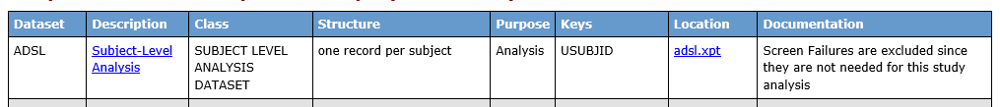 Dataset Description Class Structure Purpose Keys Location Documentation
ADSL Subject-Level SUBJECT LEVEL one record per subject Analysis USUBJID adsl.xpt Screen Failures are excluded since
Analysis ANALYSIS they are not needed for this study
DATASET analysis